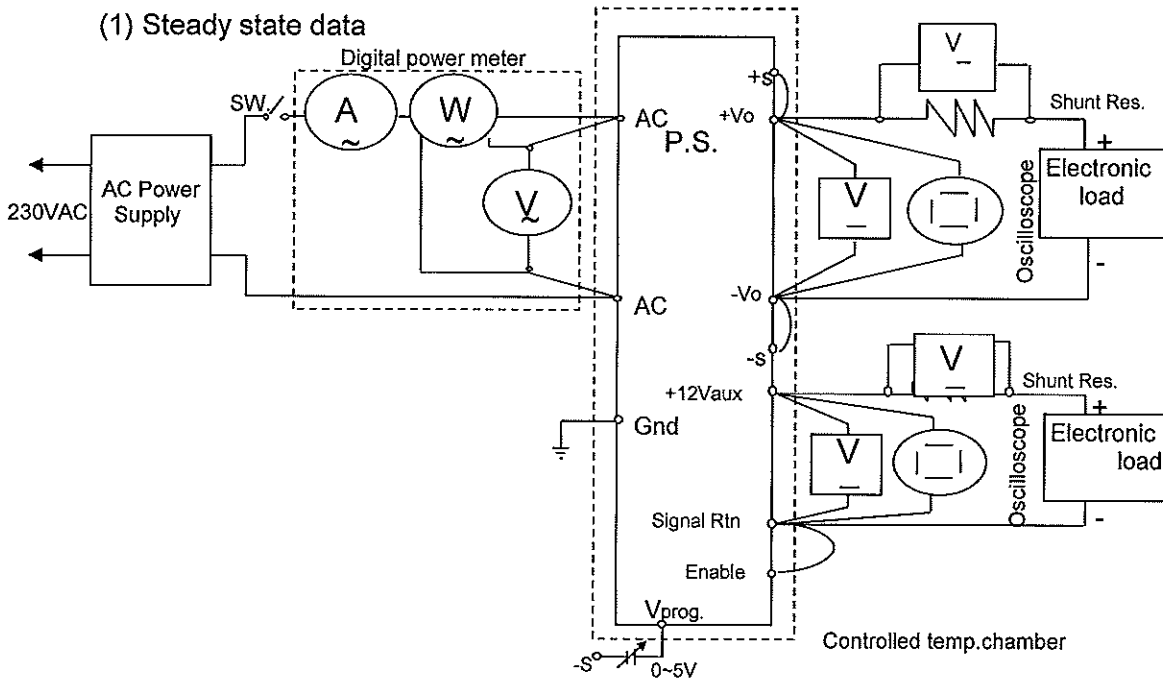 (1) Steady state data
Digital power meter
SW.
A
~
W
~
V
~
AC Power
Supply
230VAC
AC
P.S.
AC
Gnd
+s
+Vo
-Vo
-s
+12Vaux
Signal Rtn
Enable
Vprog.
-S
0~5V
V
Shunt Res.
V
Oscilloscope
+
Electronic
load
-
V
Shunt Res.
V
Oscilloscope
+
Electronic
load
-
Controlled temp.chamber